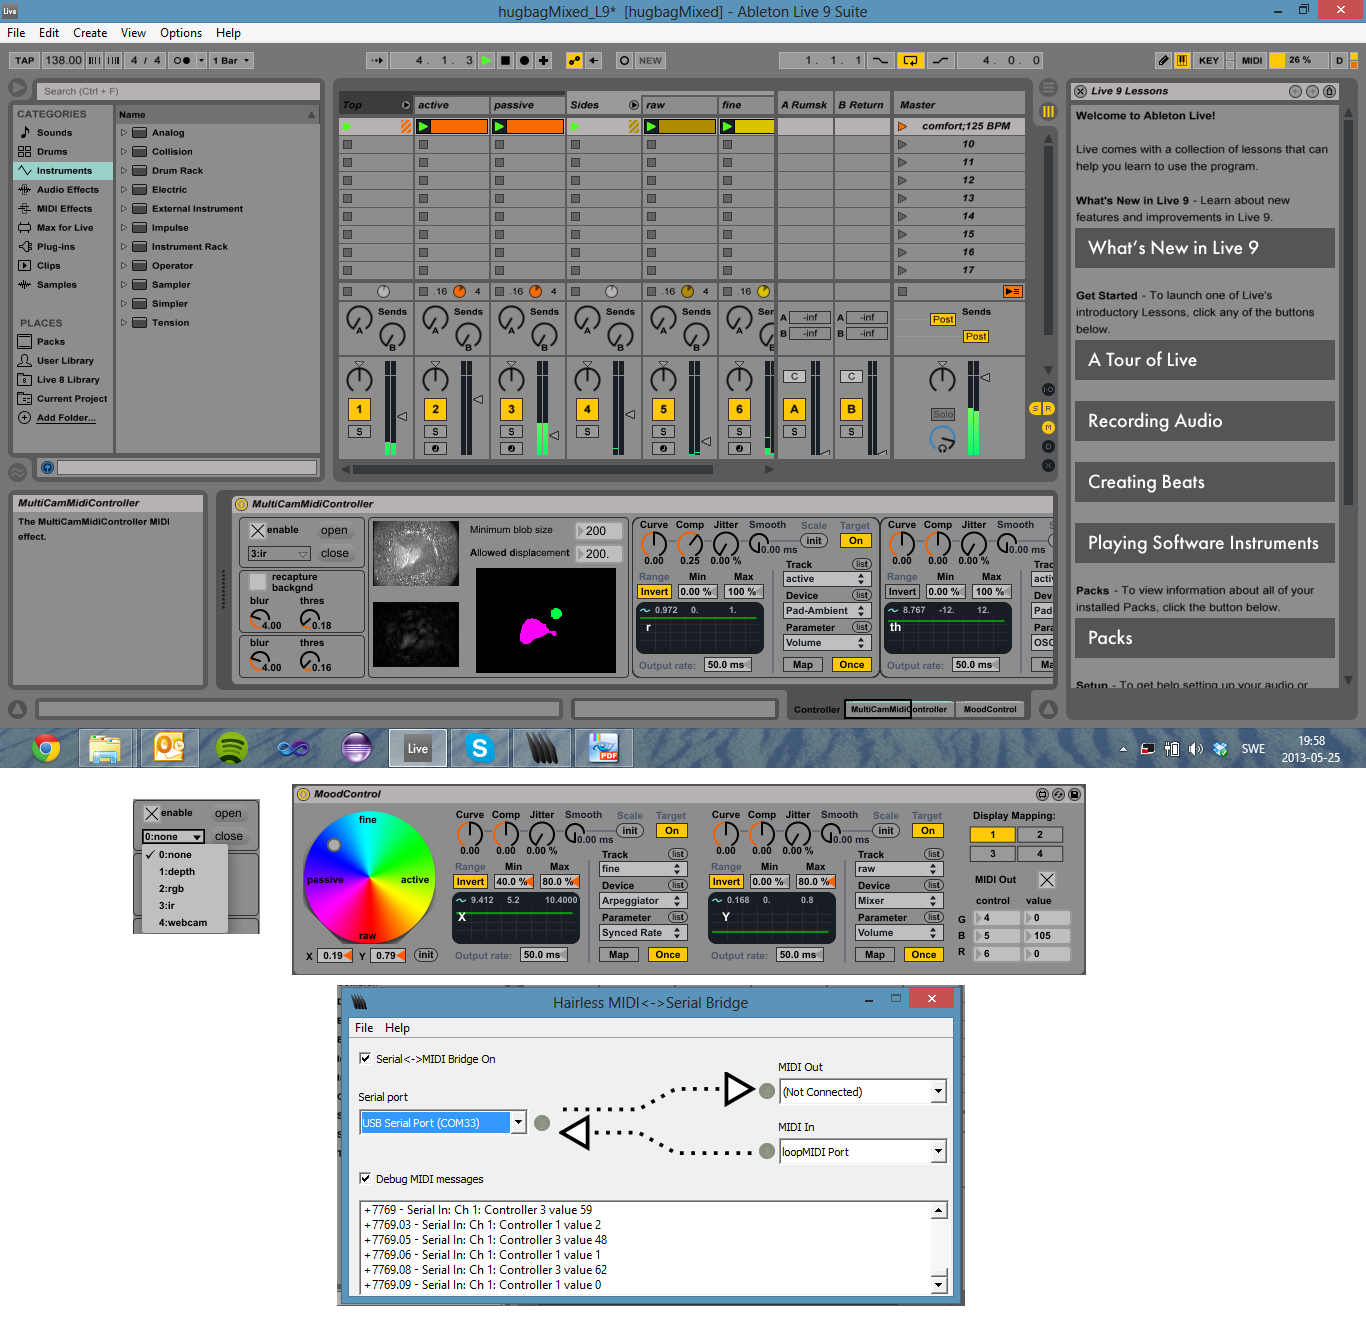 Live
hugbagMixed_L9* [hugbagMixed] - Ableton Live 9 Suite
File Edit Create View Options Help
TAP 138.00 4 / 4 1 Bar 4. 1. 3 NEW 1. 1. 1 4. 0. 0 KEY MIDI 26 % D
Search (Ctrl + F)
CATEGORIES
Sounds
Drums
Instruments
Audio Effects
MIDI Effects
Max for Live
Plug-ins
Clips
Samples
PLACES
Packs
User Library
Live 8 Library
Current Project
Add Folder...
Name
Analog
Collision
Drum Rack
Electric
External Instrument
Impulse
Instrument Rack
Operator
Sampler
Simpler
Tension
Top active passive Sides raw fine A Rumsk B Return Master
comfort;125 BPM
10
11
12
13
14
15
16
17
.16 4 .16 4 .16 4
Sends Sends Sends A -inf A -inf Sends
A B A B A B B -inf B -inf Post
Post
C C
1 2 3 4 5 6 A B Solo
S S S S S S S S
I-O
S R
M
D
X
Live 9 Lessons
Welcome to Ableton Live!
Live comes with a collection of lessons that can
help you learn to use the program.
What's New in Live 9 - Learn about new
features and improvements in Live 9.
What's New in Live 9
Get Started - To launch one of Live's
introductory Lessons, click any of the buttons
below.
A Tour of Live
Recording Audio
Creating Beats
Playing Software Instruments
Packs - To view information about all of your
installed Packs, click the button below.
Packs
Setup - To get help setting up your audio or
MultiCamMidiController
The MultiCamMidiController MIDI
effect.
MultiCamMidiController
enable open
3:ir close
recapture
backgnd
blur thres
4.00 0.18
blur thres
4.00 0.16
Minimum blob size 200
Allowed displacement 200.
Curve Comp Jitter Smooth Scale Target
init On
0.00 0.25 0.00 % 0.00 ms
Range Min Max
Invert 0.00 % 100 %
0.972 0. 1.
r
Output rate: 50.0 ms
Track list
active
Device list
Pad-Ambient
Parameter list
Volume
Map Once
Curve Comp Jitter Smooth
0.00 0.00 0.00 % 0.00 ms
Range Min Max
Invert 0.00 % 100 %
8.767 -12. 12.
th
Output rate: 50.0 ms
Controller MultiCamMidiController MoodControl
Live PDF SWE
19:58
2013-05-25
enable open
0:none close
0:none
1:depth
2:rgb
3:ir
4:webcam
MoodControl
fine
passive active
raw
X 0.19 Y 0.79 init
Curve Comp Jitter Smooth Scale Target
init On
0.00 0.00 0.00 % 0.00 ms
Range Min Max
Invert 40.0 % 80.0 %
9.412 5.2 10.4000
X
Output rate: 50.0 ms
Track list
fine
Device list
Arpeggiator
Parameter list
Synced Rate
Map Once
Curve Comp Jitter Smooth Scale Target
init On
0.00 0.00 0.00 % 0.00 ms
Range Min Max
Invert 0.00 % 80.0 %
0.168 0. 0.8
Y
Output rate: 50.0 ms
Track list
raw
Device list
Mixer
Parameter list
Volume
Map Once
Display Mapping:
1 2
3 4
MIDI Out
control value
G 4 0
B 5 105
R 6 0
Hairless MIDI<->Serial Bridge
File Help
Serial<->MIDI Bridge On
Serial port
USB Serial Port (COM33)
MIDI Out
(Not Connected)
MIDI In
loopMIDI Port
Debug MIDI messages
+7769 - Serial In: Ch 1: Controller 3 value 59
+7769.03 - Serial In: Ch 1: Controller 1 value 2
+7769.05 - Serial In: Ch 1: Controller 3 value 48
+7769.06 - Serial In: Ch 1: Controller 1 value 1
+7769.08 - Serial In: Ch 1: Controller 3 value 62
+7769.09 - Serial In: Ch 1: Controller 1 value 0